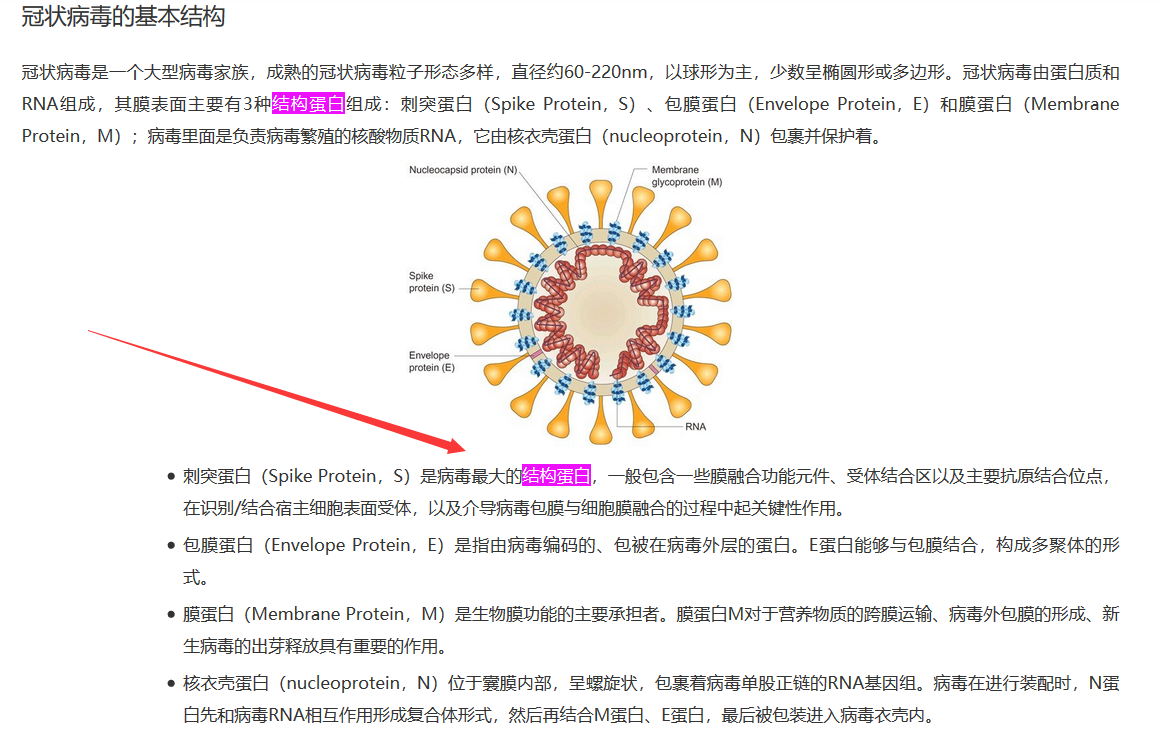 冠状病毒的基本结构
冠状病毒是一个大型病毒家族，成熟的冠状病毒粒子形态多样，直径约60-220nm，以球形为主，少数呈椭圆形或多边形。冠状病毒由蛋白质和
RNA组成，其膜表面主要有3种结构蛋白组成：刺突蛋白（Spike Protein，S）、包膜蛋白（Envelope Protein，E）和膜蛋白（Membrane
Protein，M）；病毒里面是负责病毒繁殖的核酸物质RNA，它由核衣壳蛋白（nucleoprotein，N）包裹并保护着。
Nucleocapsid protein (N)
Membrane
glycoprotein (M)
Spike
protein (S)
Envelope
protein (E)
RNA
• 刺突蛋白（Spike Protein，S）是病毒最大的结构蛋白，一般包含一些膜融合功能元件、受体结合区以及主要抗原结合位点，
在识别/结合宿主细胞表面受体，以及介导病毒包膜与细胞膜融合的过程中起关键性作用。
• 包膜蛋白（Envelope Protein，E）是指由病毒编码的、包被在病毒外层的蛋白。E蛋白能够与包膜结合，构成多聚体的形
式。
• 膜蛋白（Membrane Protein，M）是生物膜功能的主要承担者。膜蛋白M对于营养物质的跨膜运输、病毒外包膜的形成、新
生病毒的出芽释放具有重要的作用。
• 核衣壳蛋白（nucleoprotein，N）位于囊膜内部，呈螺旋状，包裹着病毒单股正链的RNA基因组。病毒在进行装配时，N蛋
白先和病毒RNA相互作用形成复合体形式，然后再结合M蛋白、E蛋白，最后被包装进入病毒衣壳内。